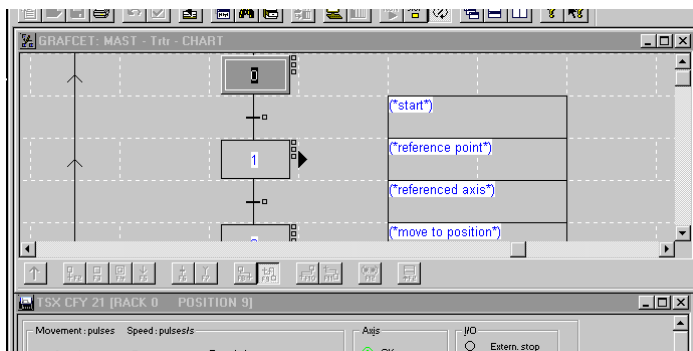 GRAFCET: MAST - Trtr - CHART
0
(*start*)
1
(*reference point*)
(*referenced axis*)
(*move to position*)
TSX CFY 21 [RACK 0 POSITION 9]
Movement : pulses Speed : pulses/s
Axis
I/O
OK
Extern. stop